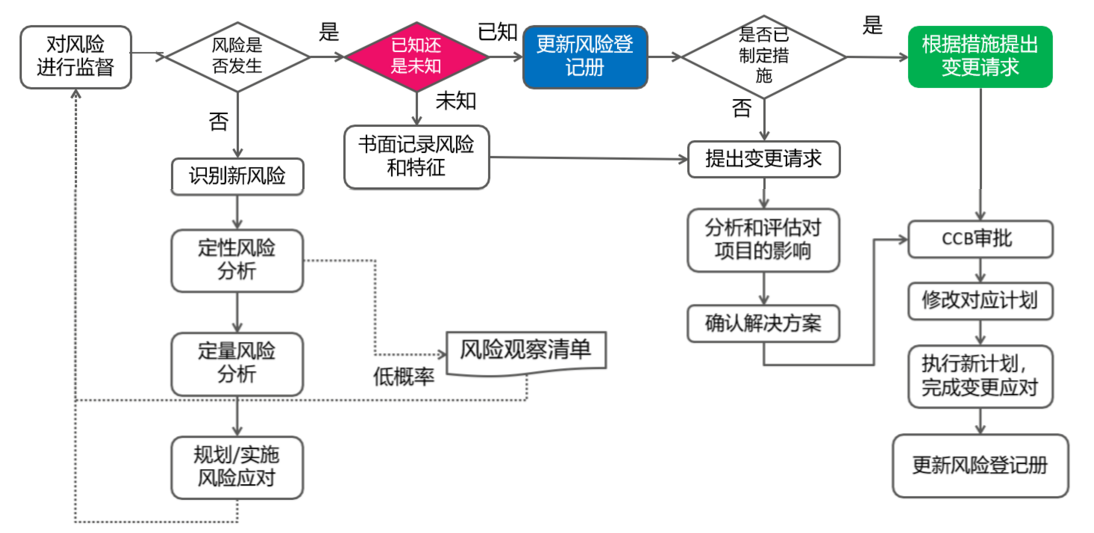 对风险
进行监督
风险是
否发生
是
已知还
是未知
已知
更新风险登
记册
是否已
制定措
施
是
根据措施提出
变更请求
否
未知
否
书面记录风险
和特征
提出变更请求
识别新风险
定性风险
分析
分析和评估对
项目的影响
CCB审批
修改对应计划
确认解决方案
定量风险
分析
风险观察清单
低概率
执行新计划，
完成变更应对
规划/实施
风险应对
更新风险登记册